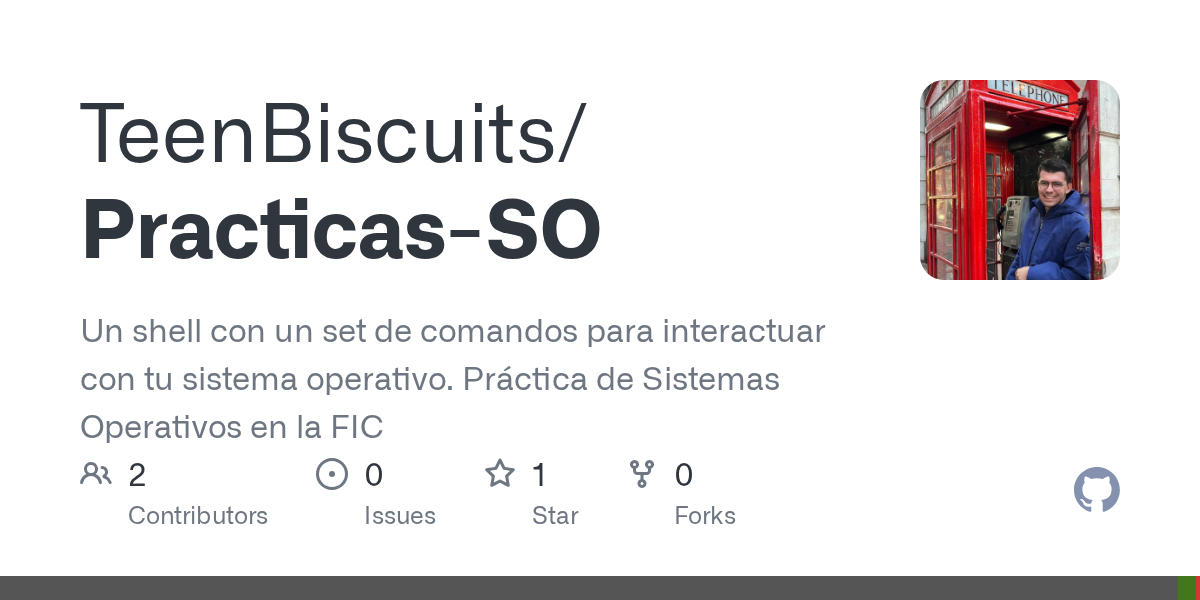 TeenBiscuits/
Practicas-SO
Un shell con un set de comandos para interactuar
con tu sistema operativo. Práctica de Sistemas
Operativos en la FIC
2
Contributors
0
Issues
1
Star
0
Forks
TELEPHONE